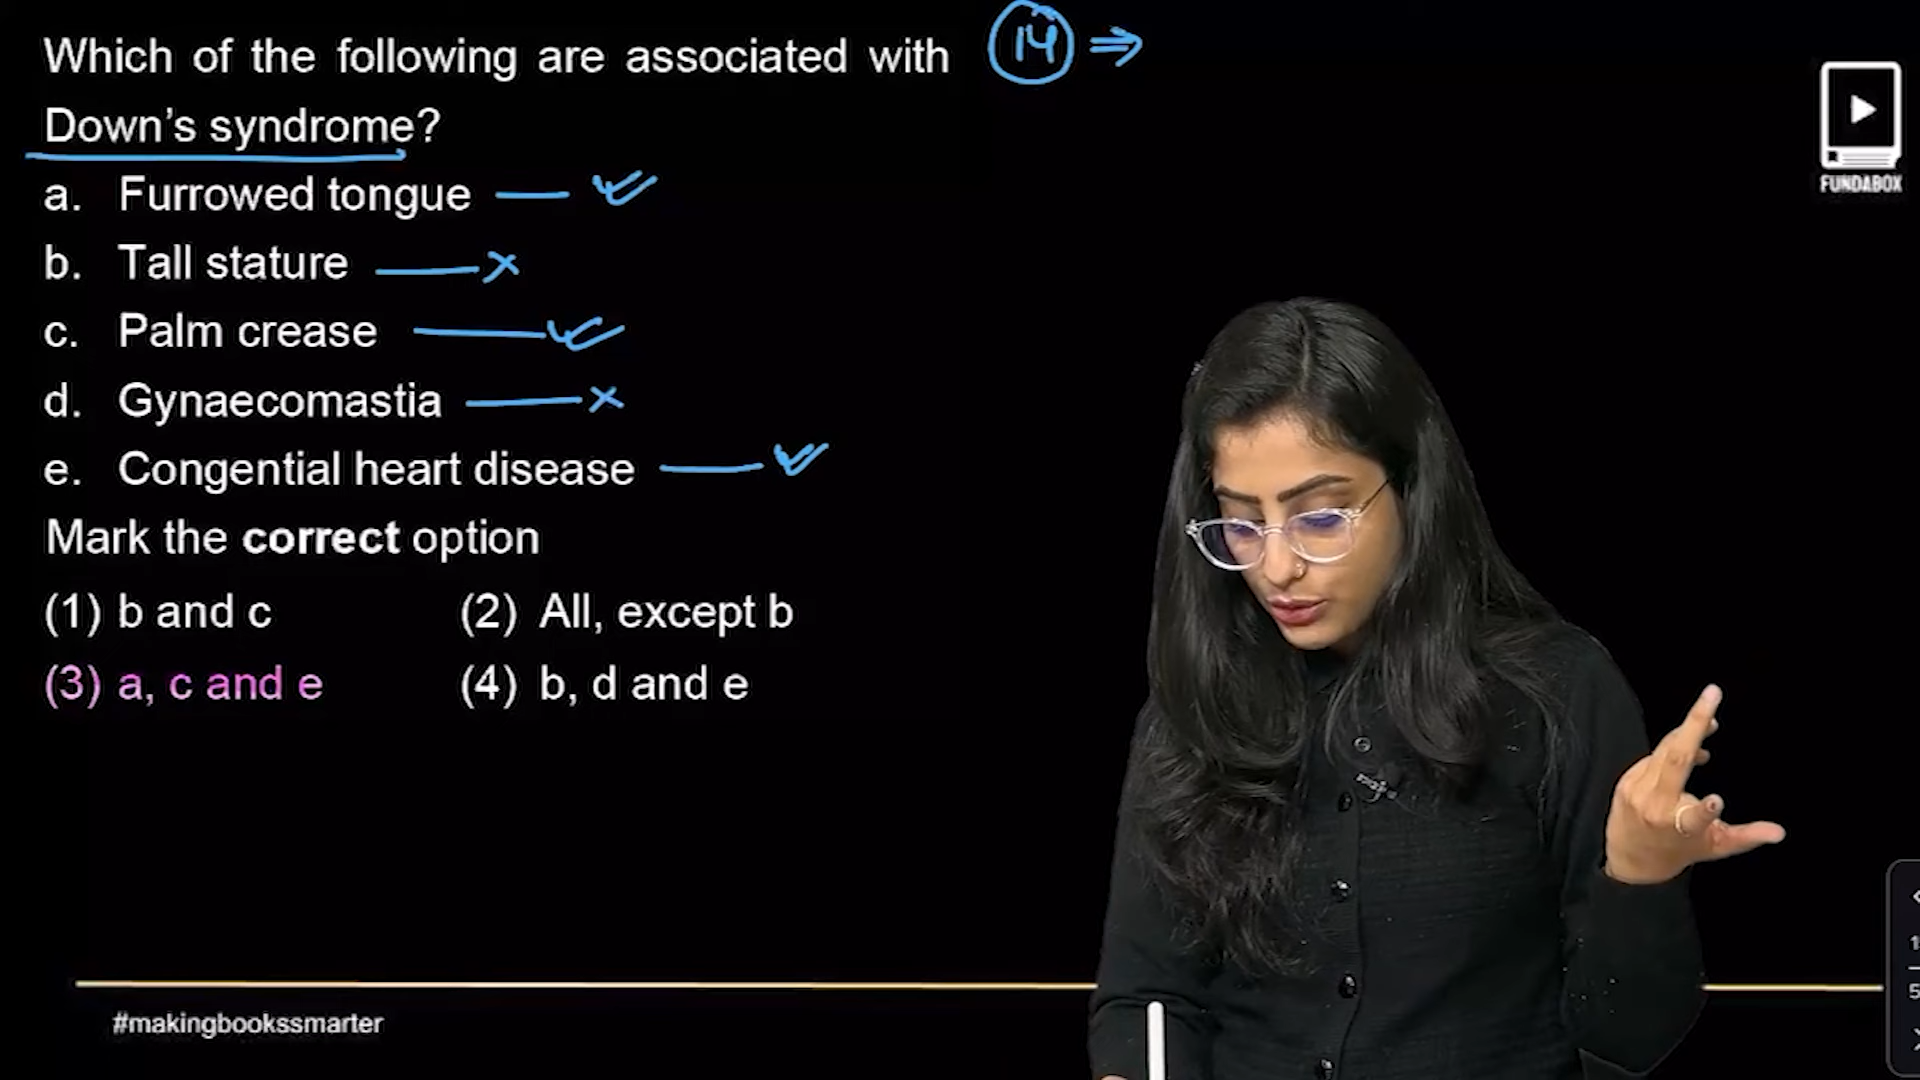 Which of the following are associated with 14 ⇒
Down's syndrome?
a. Furrowed tongue — ✓
b. Tall stature — x
c. Palm crease — ✓
d. Gynaecomastia — x
e. Congential heart disease — ✓
Mark the correct option
(1) b and c (2) All, except b
(3) a, c and e (4) b, d and e
FUNDABOX
#makingbookssmarter